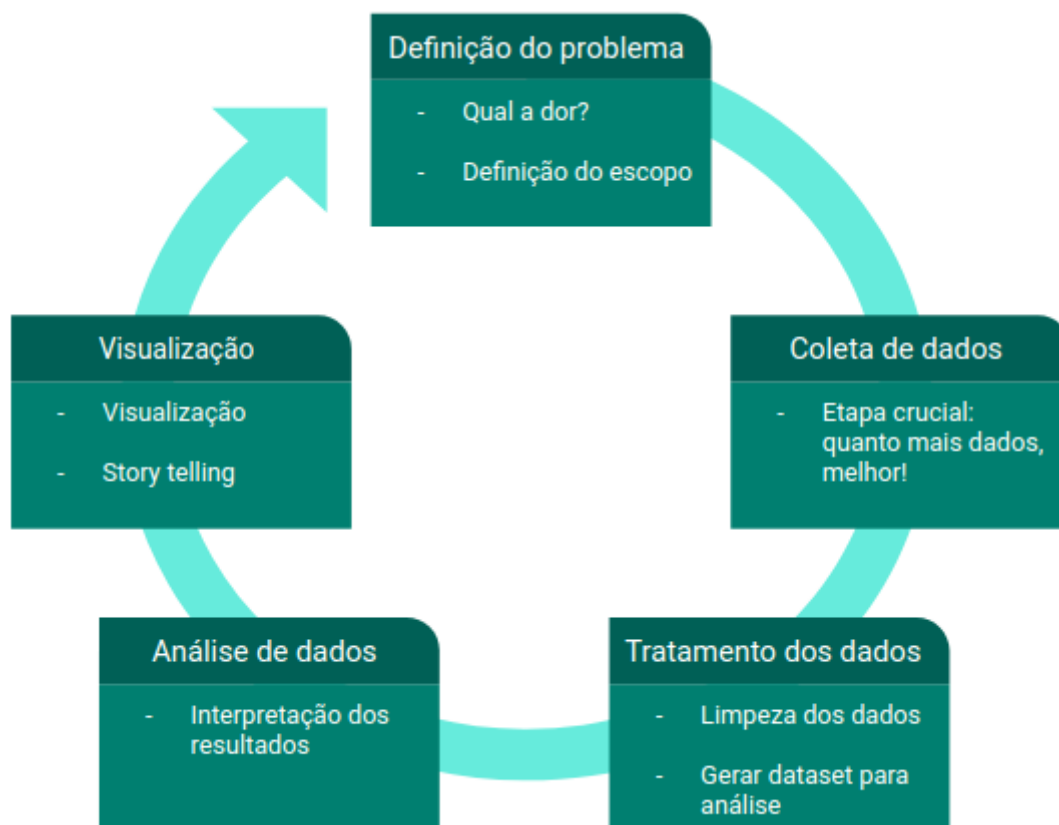 Definição do problema
- Qual a dor?
- Definição do escopo
Coleta de dados
- Etapa crucial:
quanto mais dados,
melhor!
Tratamento dos dados
- Limpeza dos dados
- Gerar dataset para
análise
Análise de dados
- Interpretação dos
resultados
Visualização
- Visualização
- Story telling